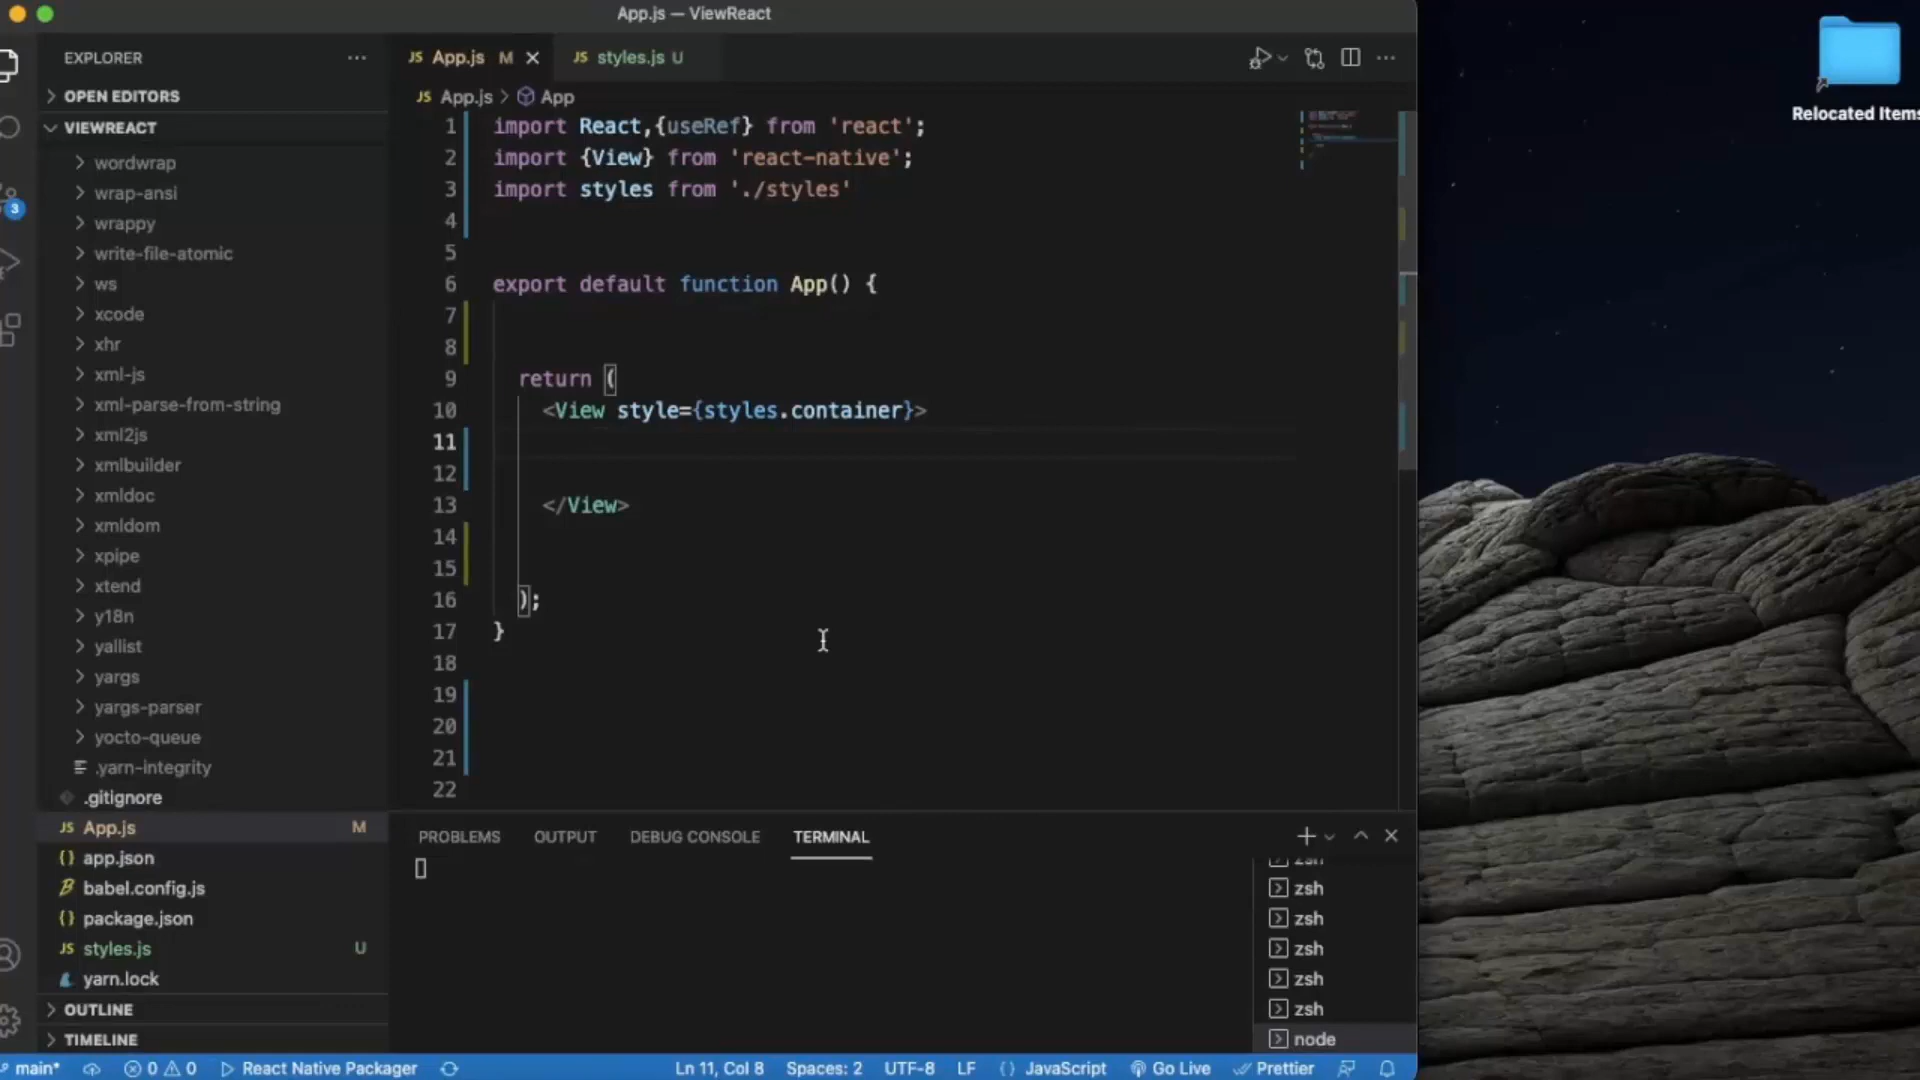 App.js — ViewReact
Relocated Items
EXPLORER
OPEN EDITORS
VIEWREACT
wordwrap
wrap-ansi
wrappy
write-file-atomic
ws
xcode
xhr
xml-js
xml-parse-from-string
xml2js
xmlbuilder
xmldoc
xmldom
xpipe
xtend
y18n
yallist
yargs
yargs-parser
yocto-queue
.yarn-integrity
.gitignore
JS App.js M
{} app.json
babel.config.js
{} package.json
JS styles.js U
yarn.lock
OUTLINE
TIMELINE
3
JS App.js M JS styles.js U
JS App.js > App
1 import React,{useRef} from 'react';
2 import {View} from 'react-native';
3 import styles from './styles'
4
5
6 export default function App() {
7
8
9 return (
10 <View style={styles.container}>
11
12
13 </View>
14
15
16 );
17 }
18
19
20
21
22
PROBLEMS OUTPUT DEBUG CONSOLE TERMINAL
zsh
zsh
zsh
zsh
zsh
zsh
node
main* 0 0 React Native Packager Ln 11, Col 8 Spaces: 2 UTF-8 LF {} JavaScript Go Live Prettier